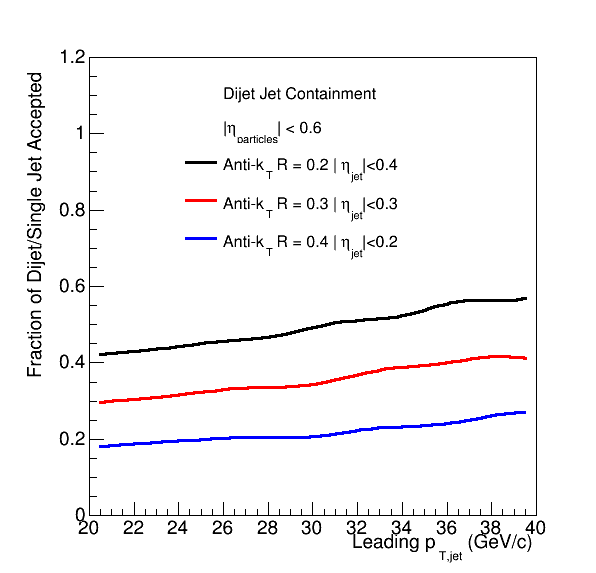 1.2
1
0.8
0.6
0.4
0.2
0
Fraction of Dijet/Single Jet Accepted
Dijet Jet Containment
|η_particles| < 0.6
Anti-k_T R = 0.2 | η_jet|<0.4
Anti-k_T R = 0.3 | η_jet|<0.3
Anti-k_T R = 0.4 | η_jet|<0.2
20 22 24 26 28 30 32 34 36 38 40
Leading p_T,jet (GeV/c)